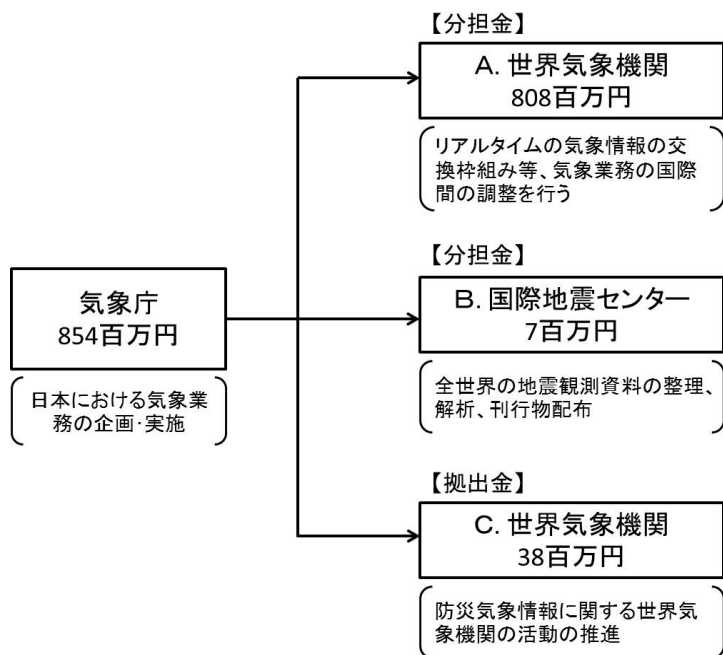 【分担金】
A. 世界気象機関
808百万円
リアルタイムの気象情報の交
換枠組み等、気象業務の国際
間の調整を行う
気象庁
854百万円
日本における気象業
務の企画･実施
【分担金】
B. 国際地震センター
7百万円
全世界の地震観測資料の整理、
解析、刊行物配布
【拠出金】
C. 世界気象機関
38百万円
防災気象情報に関する世界気
象機関の活動の推進